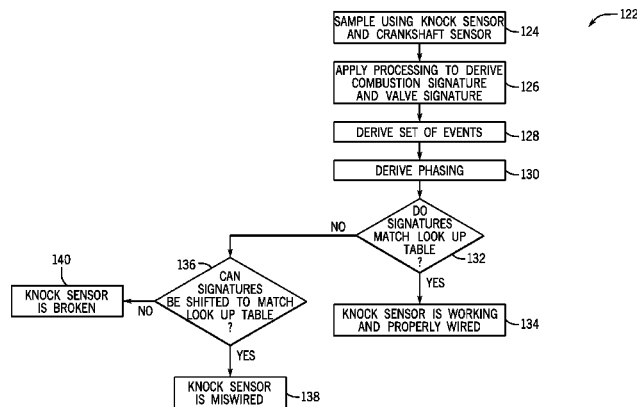 122
SAMPLE USING KNOCK SENSOR
AND CRANKSHAFT SENSOR
124
APPLY PROCESSING TO DERIVE
COMBUSTION SIGNATURE
AND VALVE SIGNATURE
126
DERIVE SET OF EVENTS
128
DERIVE PHASING
130
DO
SIGNATURES
MATCH LOOK UP
TABLE
?
132
NO
YES
KNOCK SENSOR IS WORKING
AND PROPERLY WIRED
134
136
CAN
SIGNATURES
BE SHIFTED TO MATCH
LOOK UP TABLE
?
NO
140
KNOCK SENSOR
IS BROKEN
YES
KNOCK SENSOR
IS MISWIRED
138